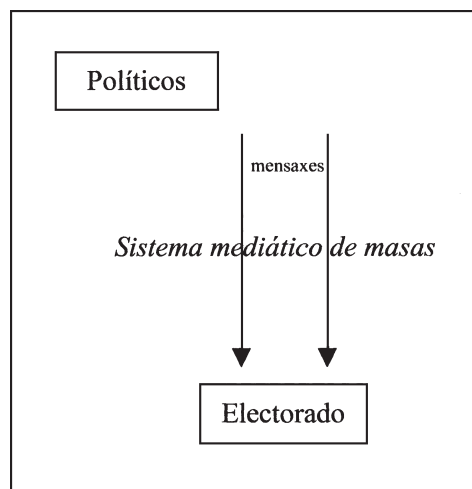 Políticos
mensaxes
Sistema mediático de masas
Electorado